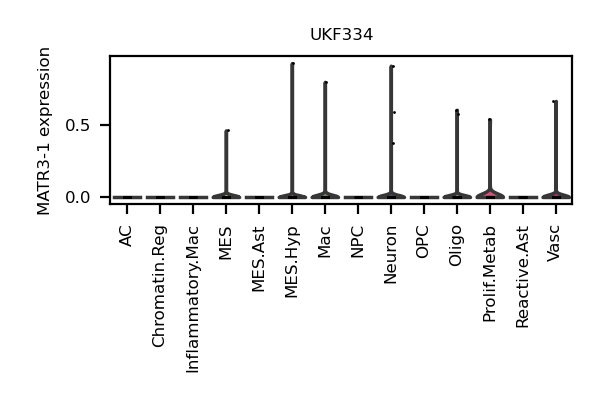 UKF334
MATR3-1 expression
0.5
0.0
AC
Chromatin.Reg
Inflammatory.Mac
MES
MES.Ast
MES.Hyp
Mac
NPC
Neuron
OPC
Oligo
Prolif.Metab
Reactive.Ast
Vasc